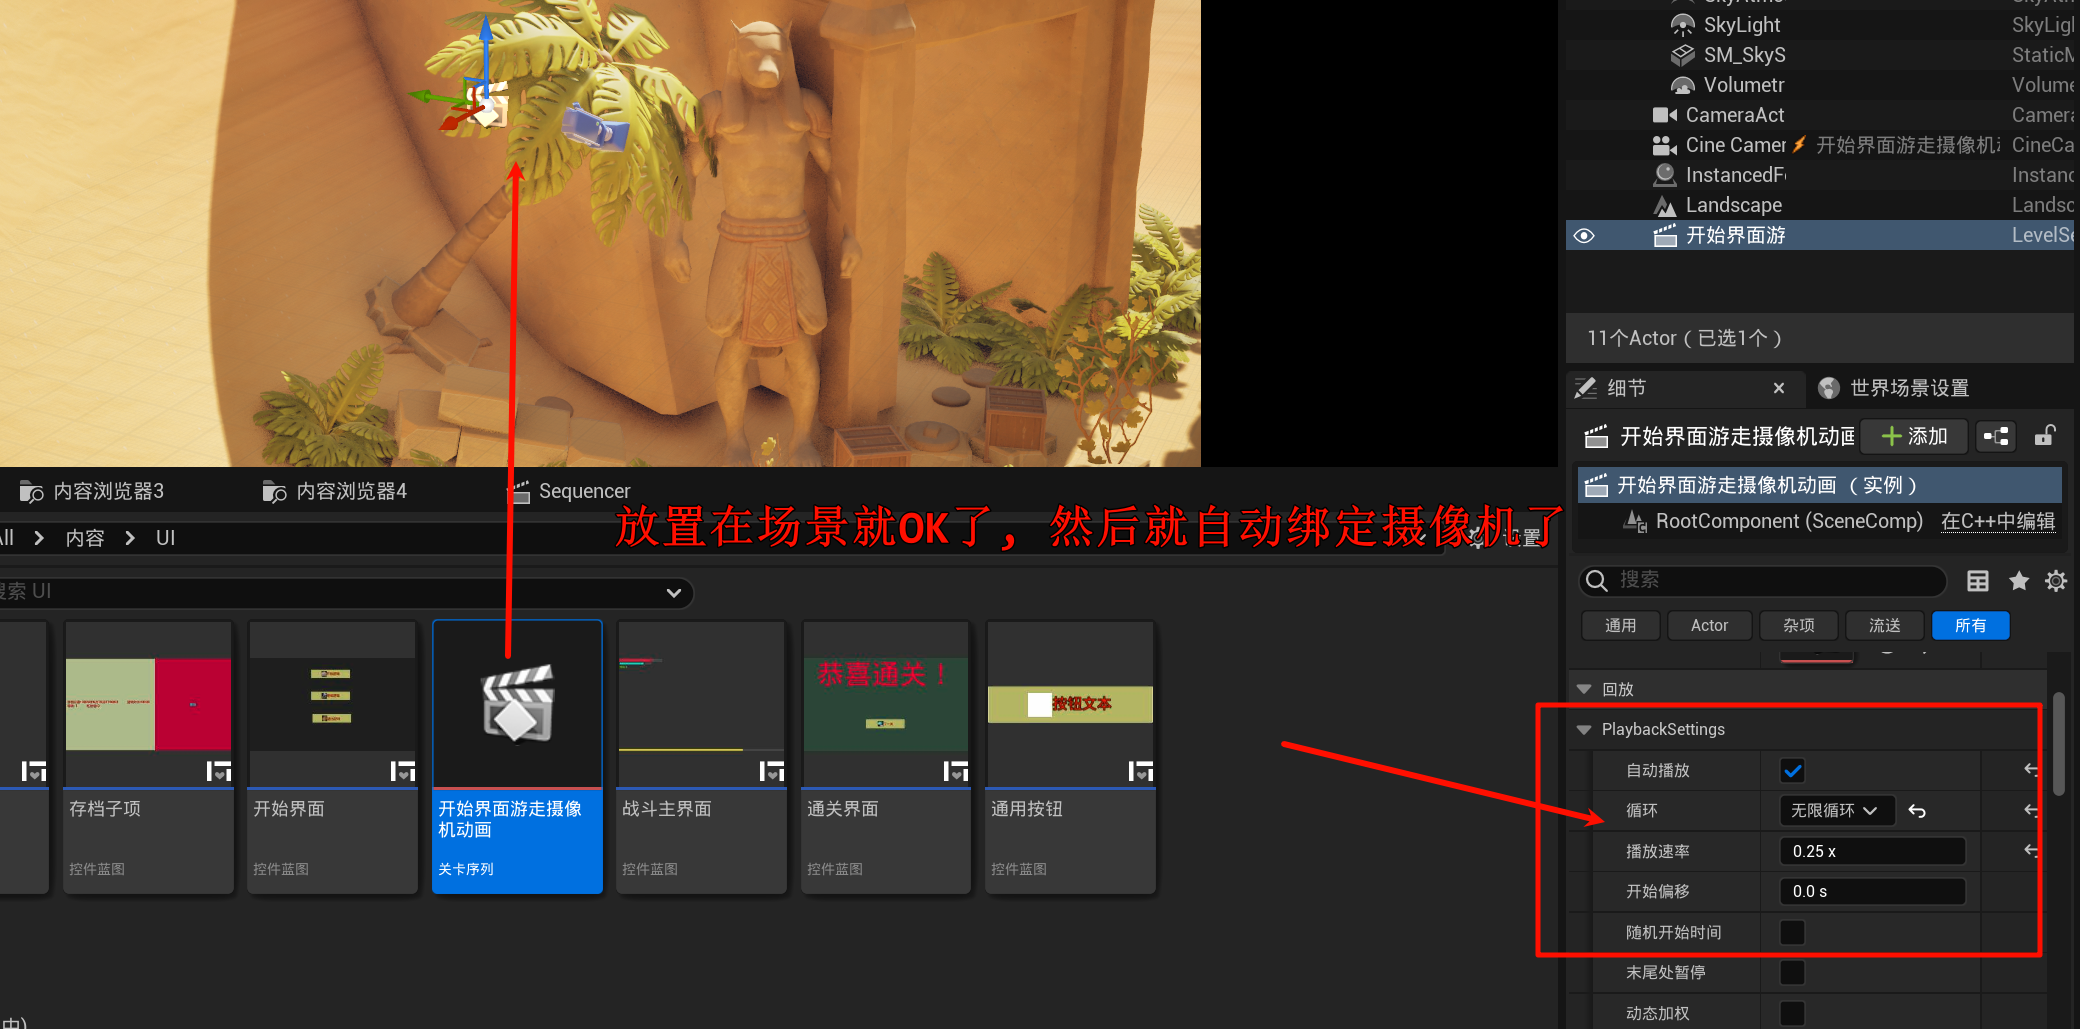 SkyLight
SkyLigh
SM_SkyS
StaticM
Volumetr
Volume
CameraAct
Camera
Cine Camer
开始界面游走摄像机
CineCa
InstancedF
Instanc
Landscape
Landsc
开始界面游
LevelSe
11个Actor（已选1个）
细节
世界场景设置
开始界面游走摄像机动画
添加
开始界面游走摄像机动画 （实例）
RootComponent (SceneComp)
在C++中编辑
搜索
通用
Actor
杂项
流送
所有
回放
PlaybackSettings
自动播放
循环
无限循环
播放速率
0.25 x
开始偏移
0.0 s
随机开始时间
末尾处暂停
动态加权
内容浏览器3
内容浏览器4
Sequencer
放置在场景就OK了，然后就自动绑定摄像机了
All
内容
UI
设置
搜索 UI
恭喜通关！
按钮文本
存档子项
控件蓝图
开始界面
控件蓝图
开始界面游走摄像
机动画
关卡序列
战斗主界面
控件蓝图
通关界面
控件蓝图
通用按钮
控件蓝图
中)